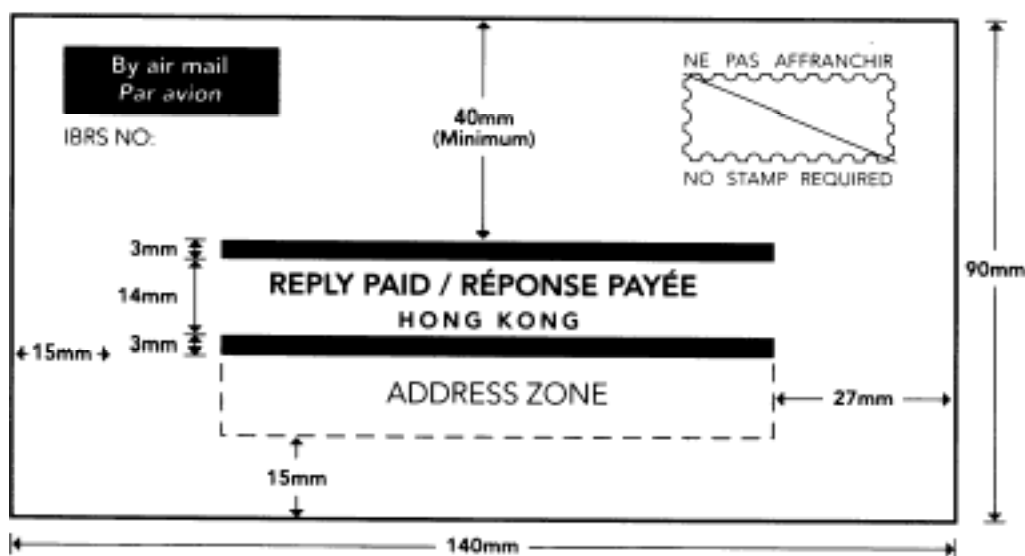 By air mail
Par avion
IBRS NO:
NE PAS AFFRANCHIR
NO STAMP REQUIRED
40mm
(Minimum)
3mm
14mm
3mm
REPLY PAID / RÉPONSE PAYÉE
HONG KONG
90mm
15mm
ADDRESS ZONE
27mm
15mm
140mm